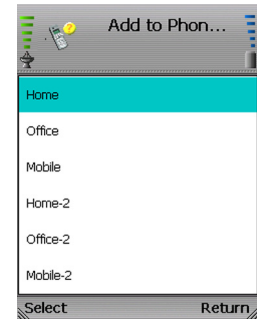 Add to Phon...
Home
Office
Mobile
Home-2
Office-2
Mobile-2
Select Return